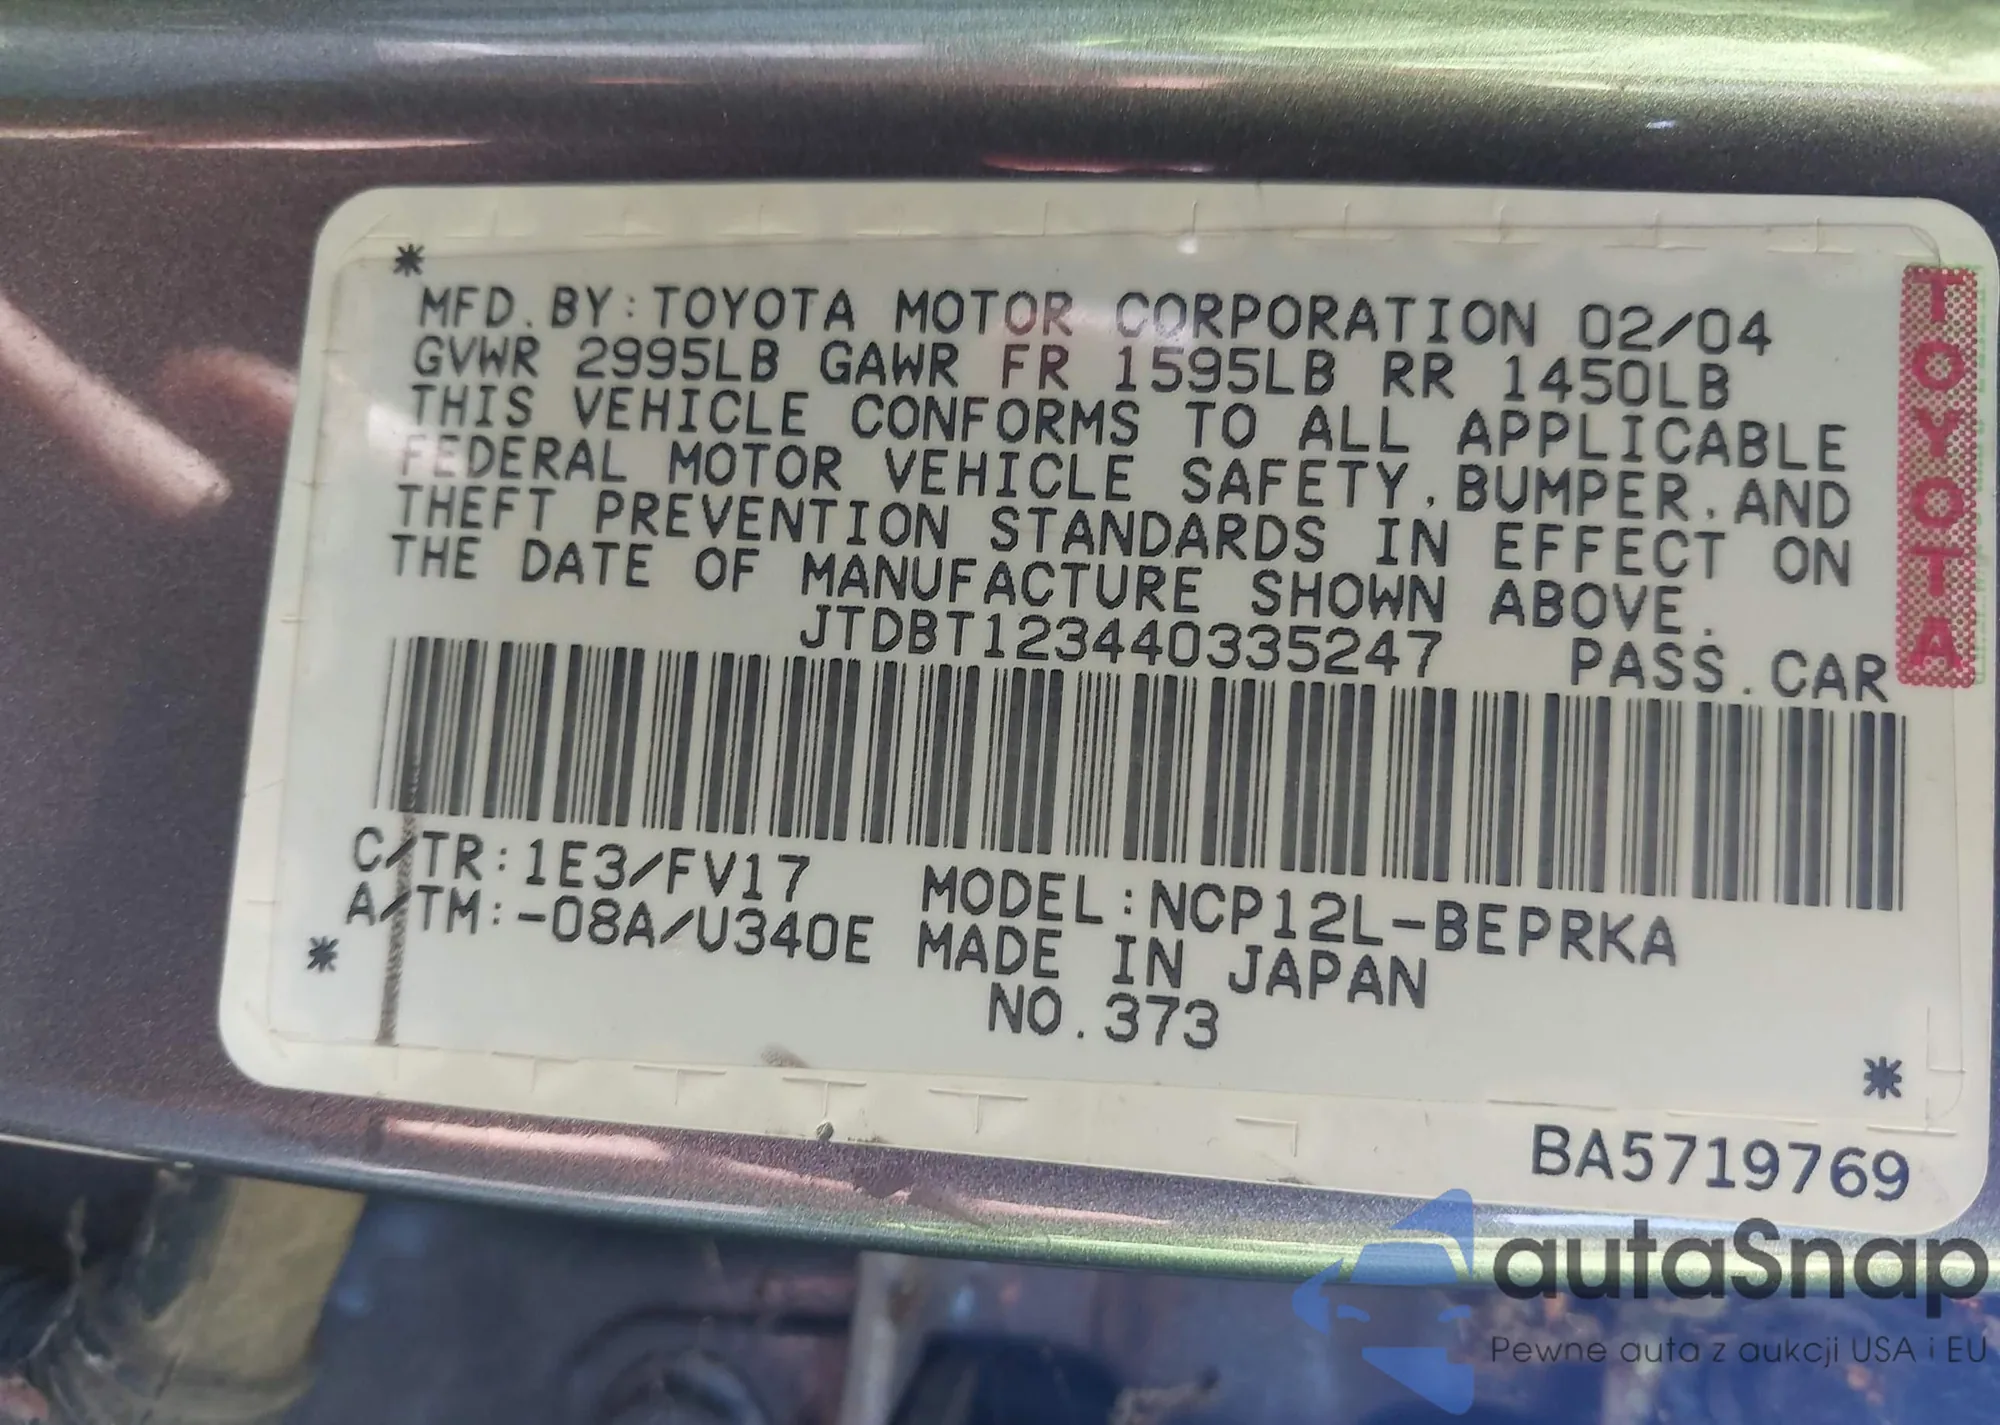 *
MFD. BY: TOYOTA MOTOR CORPORATION 02/04
GVWR 2995LB GAWR FR 1595LB RR 1450LB
THIS VEHICLE CONFORMS TO ALL APPLICABLE
FEDERAL MOTOR VEHICLE SAFETY, BUMPER, AND
THEFT PREVENTION STANDARDS IN EFFECT ON
THE DATE OF MANUFACTURE SHOWN ABOVE.
JTDBT123440335247 PASS. CAR
TOYOTA
C/TR: 1E3/FV17 MODEL: NCP12L-BEPRKA
A/TM: -08A/U340E MADE IN JAPAN
* NO. 373
*
BA5719769
autaSnap
Pewne auta z aukcji USA i EU